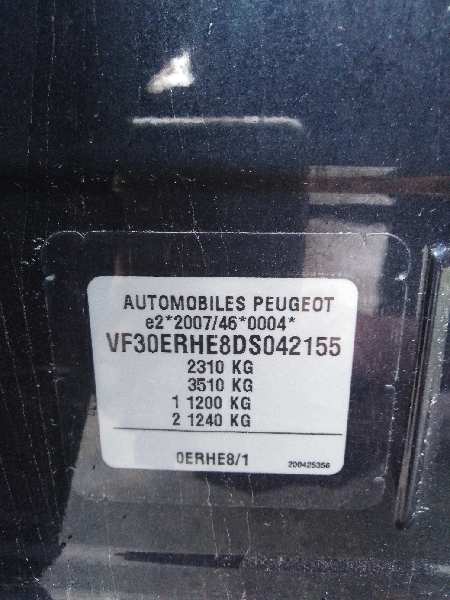 AUTOMOBILES PEUGEOT
e2*2007/46*0004*
VF30ERHE8DS042155
2310 KG
3510 KG
1 1200 KG
2 1240 KG
0ERHE8/1
200425356